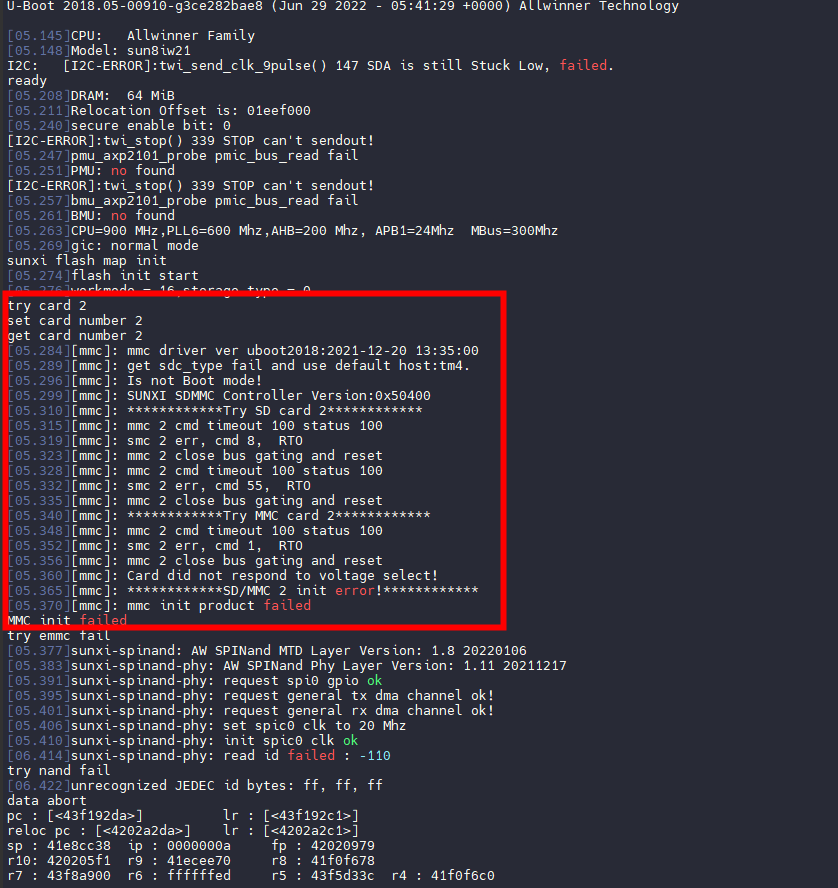 U-Boot 2018.05-00910-g3ce282bae8 (Jun 29 2022 - 05:41:29 +0000) Allwinner Technology
[05.145]CPU:   Allwinner Family
[05.148]Model: sun8iw21
I2C:   [I2C-ERROR]:twi_send_clk_9pulse() 147 SDA is still Stuck Low, failed.
ready
[05.208]DRAM:  64 MiB
[05.211]Relocation Offset is: 01eef000
[05.240]secure enable bit: 0
[I2C-ERROR]:twi_stop() 339 STOP can't sendout!
[05.247]pmu_axp2101_probe pmic_bus_read fail
[05.251]PMU: no found
[I2C-ERROR]:twi_stop() 339 STOP can't sendout!
[05.257]bmu_axp2101_probe pmic_bus_read fail
[05.261]BMU: no found
[05.263]CPU=900 MHz,PLL6=600 Mhz,AHB=200 Mhz, APB1=24Mhz  MBus=300Mhz
[05.269]gic: normal mode
sunxi flash map init
[05.274]flash init start
[05.276]workmode = 16,storage type = 0
try card 2
set card number 2
get card number 2
[05.284][mmc]: mmc driver ver uboot2018:2021-12-20 13:35:00
[05.289][mmc]: get sdc_type fail and use default host:tm4.
[05.296][mmc]: Is not Boot mode!
[05.299][mmc]: SUNXI SDMMC Controller Version:0x50400
[05.310][mmc]: ************Try SD card 2************
[05.315][mmc]: mmc 2 cmd timeout 100 status 100
[05.319][mmc]: smc 2 err, cmd 8,  RTO
[05.323][mmc]: mmc 2 close bus gating and reset
[05.328][mmc]: mmc 2 cmd timeout 100 status 100
[05.332][mmc]: smc 2 err, cmd 55,  RTO
[05.335][mmc]: mmc 2 close bus gating and reset
[05.340][mmc]: ************Try MMC card 2************
[05.348][mmc]: mmc 2 cmd timeout 100 status 100
[05.352][mmc]: smc 2 err, cmd 1,  RTO
[05.356][mmc]: mmc 2 close bus gating and reset
[05.360][mmc]: Card did not respond to voltage select!
[05.365][mmc]: ************SD/MMC 2 init error!************
[05.370][mmc]: mmc init product failed
MMC init failed
try emmc fail
[05.377]sunxi-spinand: AW SPINand MTD Layer Version: 1.8 20220106
[05.383]sunxi-spinand-phy: AW SPINand Phy Layer Version: 1.11 20211217
[05.391]sunxi-spinand-phy: request spi0 gpio ok
[05.395]sunxi-spinand-phy: request general tx dma channel ok!
[05.401]sunxi-spinand-phy: request general rx dma channel ok!
[05.406]sunxi-spinand-phy: set spic0 clk to 20 Mhz
[05.410]sunxi-spinand-phy: init spic0 clk ok
[06.414]sunxi-spinand-phy: read id failed : -110
try nand fail
[06.422]unrecognized JEDEC id bytes: ff, ff, ff
data abort
pc : [<43f192da>]          lr : [<43f192c1>]
reloc pc : [<4202a2da>]    lr : [<4202a2c1>]
sp : 41e8cc38  ip : 0000000a     fp : 42020979
r10: 420205f1  r9 : 41ecee70     r8 : 41f0f678
r7 : 43f8a900  r6 : ffffffed     r5 : 43f5d33c  r4 : 41f0f6c0